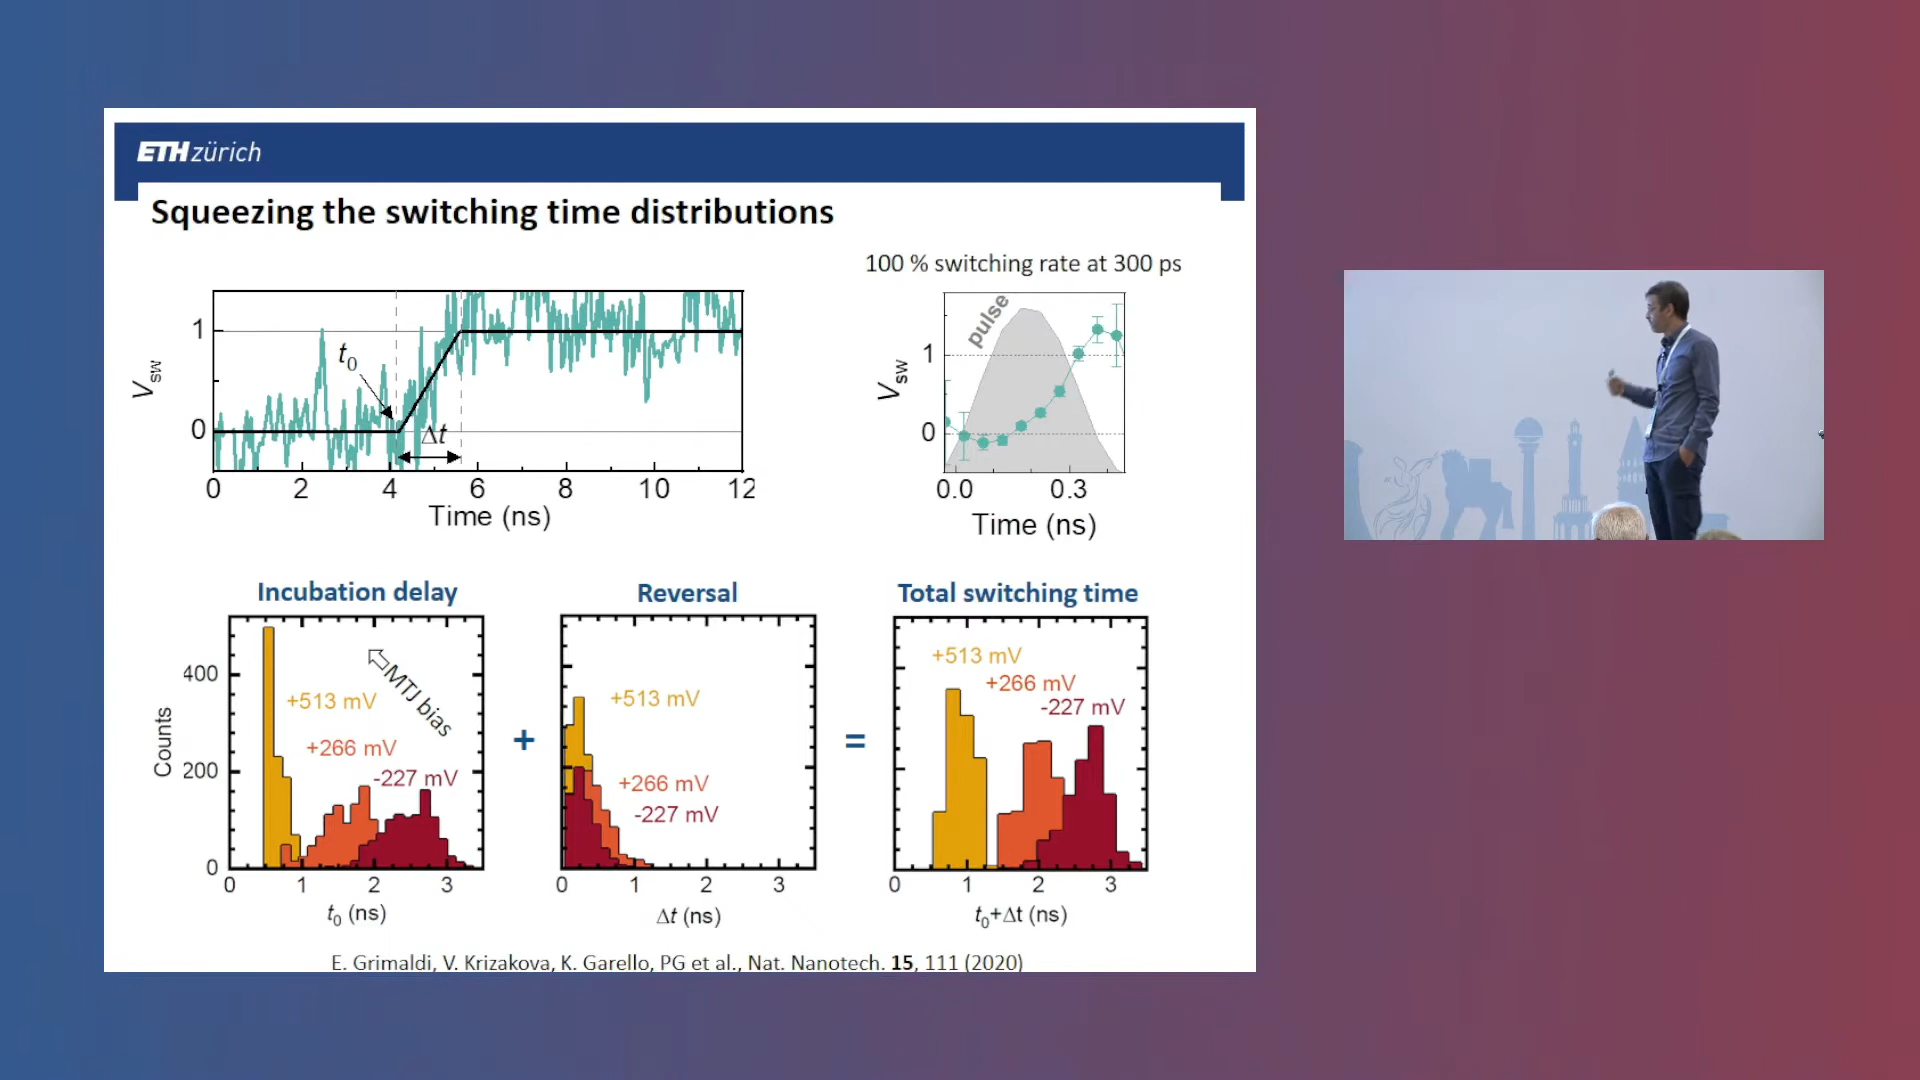 ETH zürich
Squeezing the switching time distributions
100 % switching rate at 300 ps
V_sw
1
0
t₀
Δt
0 2 4 6 8 10 12
Time (ns)
V_sw
1
0
pulse
0.0 0.3
Time (ns)
Incubation delay
Counts
400
200
0
MTJ bias
+513 mV
+266 mV
-227 mV
0 1 2 3
t₀ (ns)
+
Reversal
+513 mV
+266 mV
-227 mV
0 1 2 3
Δt (ns)
=
Total switching time
+513 mV
+266 mV
-227 mV
0 1 2 3
t₀+Δt (ns)
E. Grimaldi, V. Krizakova, K. Garello, PG et al., Nat. Nanotech. 15, 111 (2020)